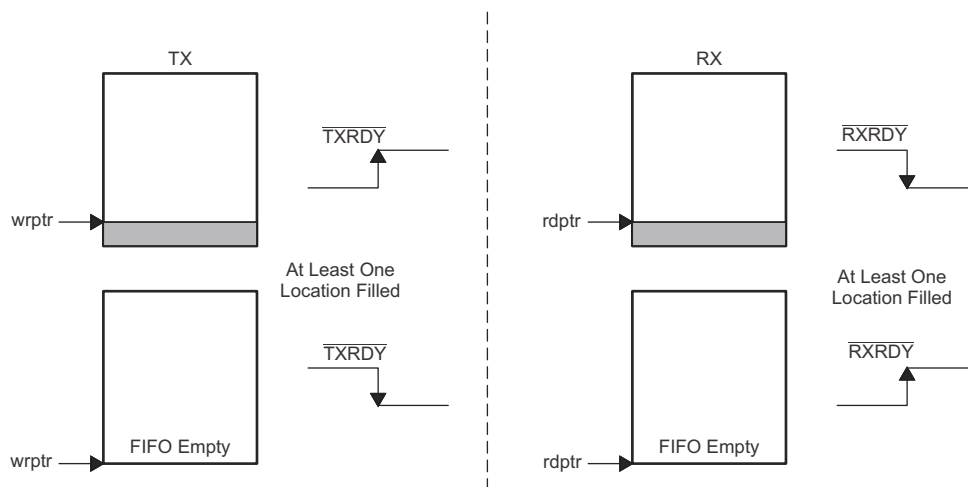 TX
TXRDY
wrptr
At Least One
Location Filled
TXRDY
FIFO Empty
wrptr
RX
RXRDY
rdptr
At Least One
Location Filled
RXRDY
FIFO Empty
rdptr